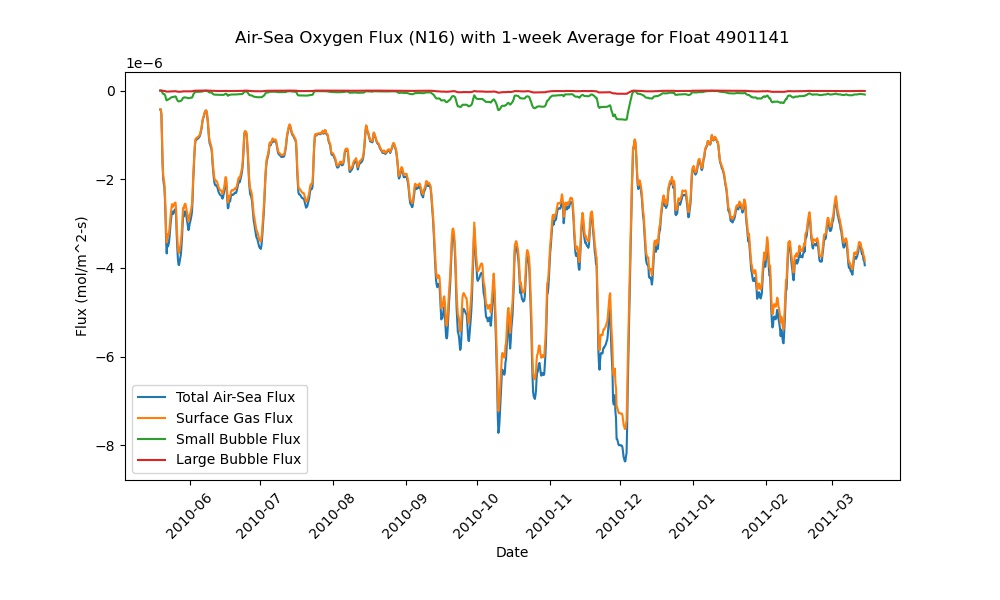 Air-Sea Oxygen Flux (N16) with 1-week Average for Float 4901141
1e−6
0
−2
−4
−6
−8
Flux (mol/m^2-s)
Total Air-Sea Flux
Surface Gas Flux
Small Bubble Flux
Large Bubble Flux
2010-06
2010-07
2010-08
2010-09
2010-10
2010-11
2010-12
2011-01
2011-02
2011-03
Date